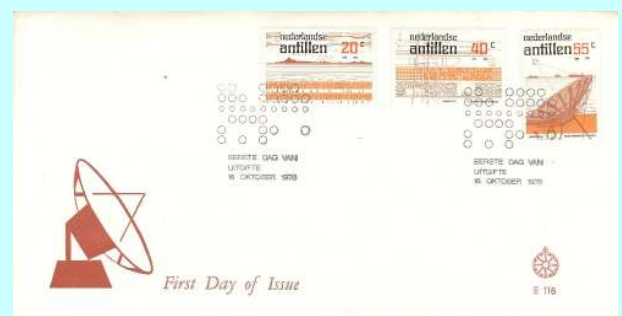 nederlandse
antillen 20c
nederlandse
antillen 40c
nederlandse
antillen 55c
EERSTE DAG VAN
UITGIFTE
16 OKTOBER 1978
EERSTE DAG VAN
UITGIFTE
16 OKTOBER 1978
First Day of Issue
E 116